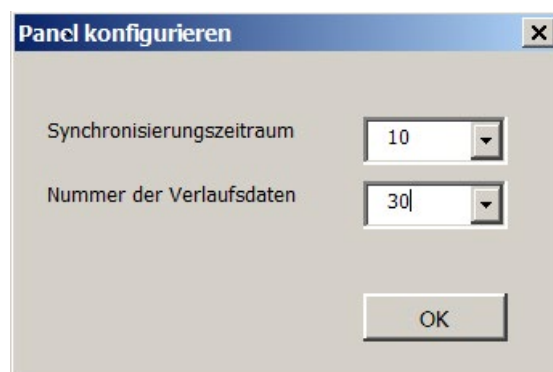 Panel konfigurieren
Synchronisierungszeitraum 10
Nummer der Verlaufsdaten 30
OK